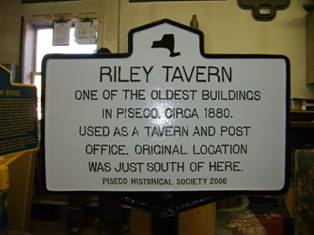 RILEY TAVERN
ONE OF THE OLDEST BUILDINGS
IN PISECO, CIRCA 1880.
USED AS A TAVERN AND POST
OFFICE. ORIGINAL LOCATION
WAS JUST SOUTH OF HERE.
PISECO HISTORICAL SOCIETY 2006